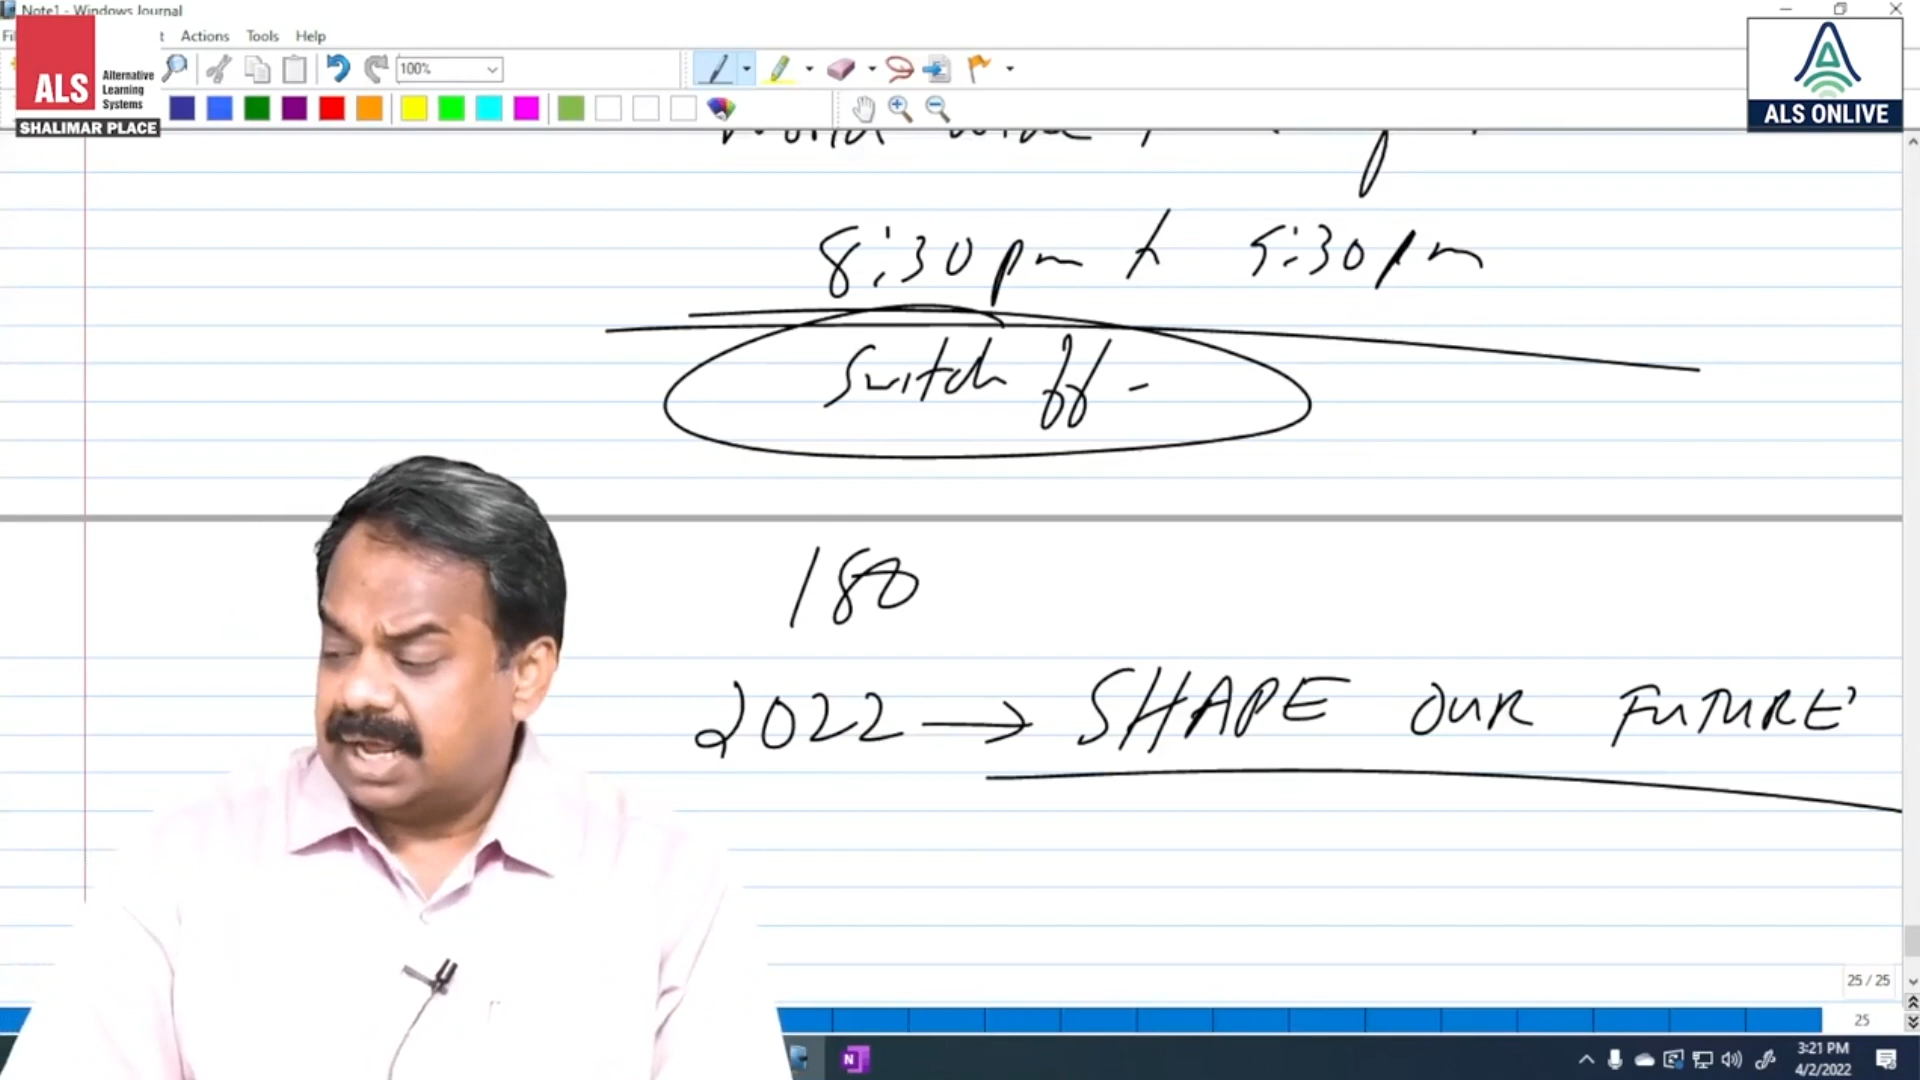 Note1 - Windows Journal
Actions Tools Help
ALS Alternative Learning Systems
SHALIMAR PLACE
100%
ALS ONLIVE
8:30pm to 9:30pm
Switch off -
180
2022 → SHAPE OUR FUTURE'
25 / 25
25
3:21 PM
4/2/2022